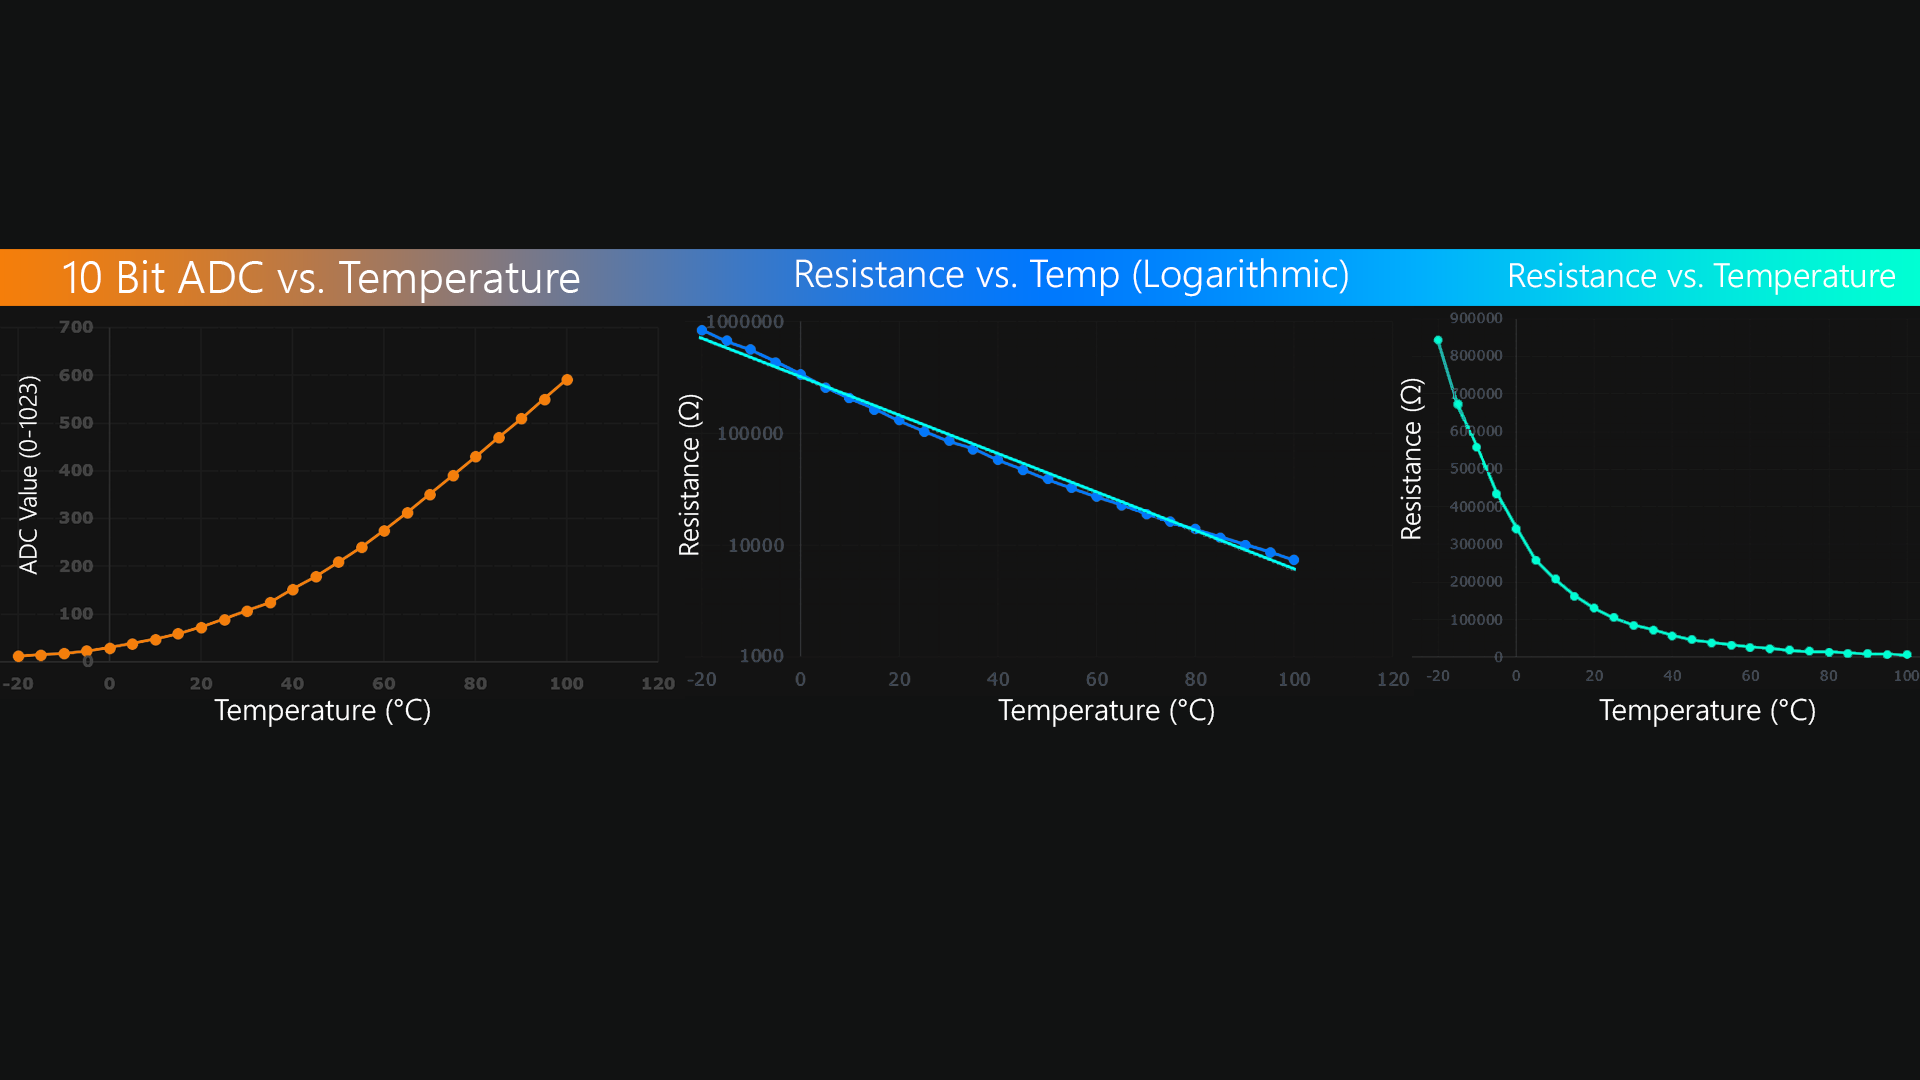 10 Bit ADC vs. Temperature
Resistance vs. Temp (Logarithmic)
Resistance vs. Temperature
ADC Value (0-1023)
700
600
500
400
300
200
100
0
-20 0 20 40 60 80 100 120
Temperature (°C)
Resistance (Ω)
1000000
100000
10000
1000
-20 0 20 40 60 80 100 120
Temperature (°C)
Resistance (Ω)
900000
800000
700000
600000
500000
400000
300000
200000
100000
0
-20 0 20 40 60 80 100
Temperature (°C)